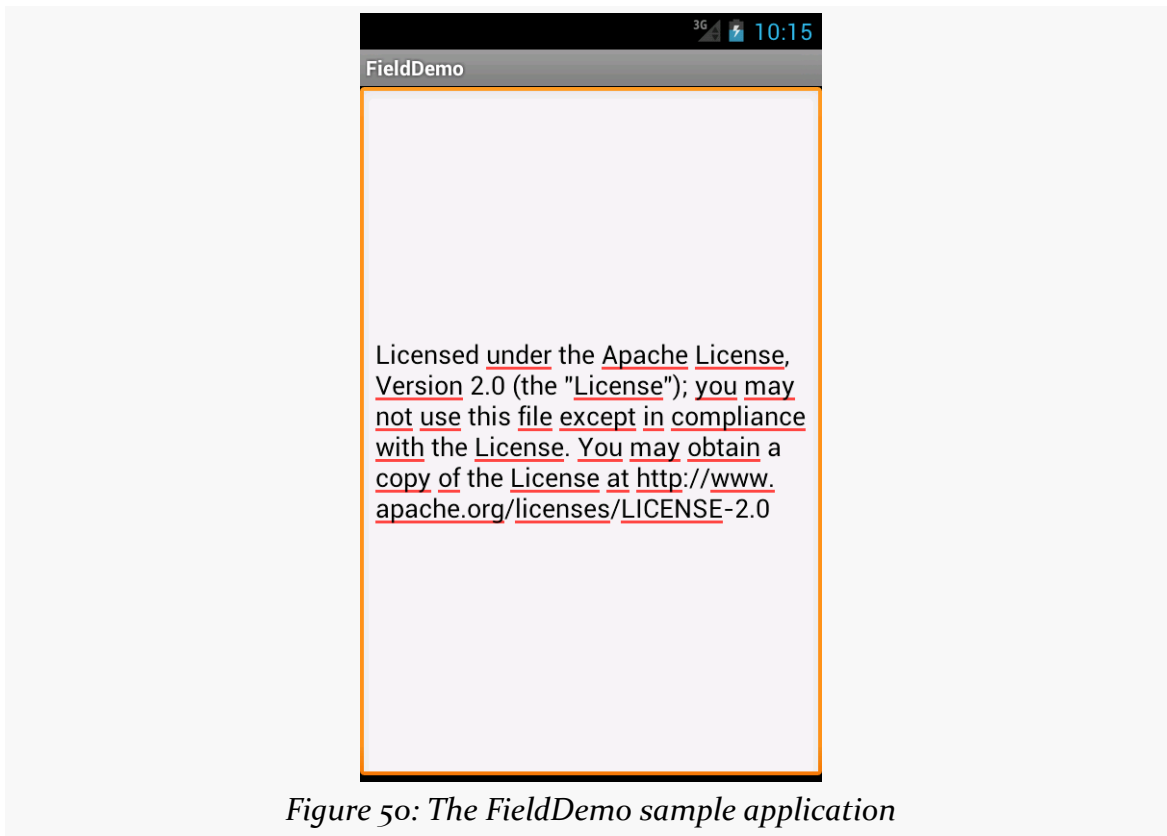 3G 10:15
FieldDemo
Licensed under the Apache License,
Version 2.0 (the "License"); you may
not use this file except in compliance
with the License. You may obtain a
copy of the License at http://www.
apache.org/licenses/LICENSE-2.0
Figure 50: The FieldDemo sample application